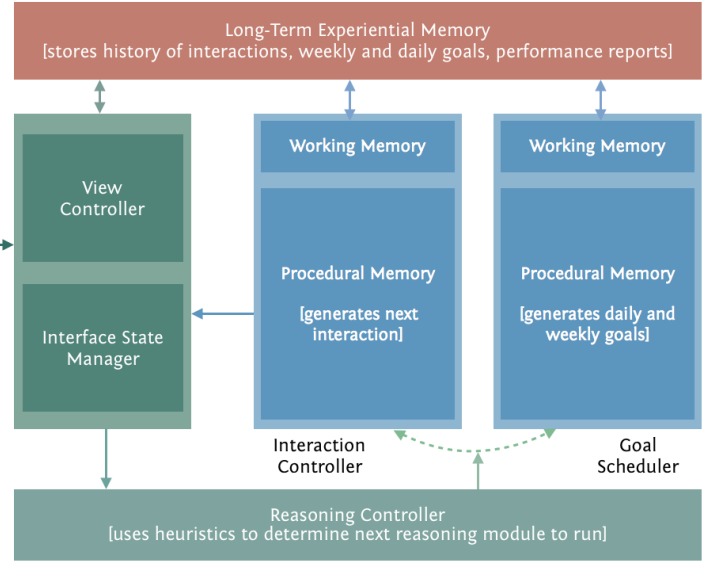 Long-Term Experiential Memory
[stores history of interactions, weekly and daily goals, performance reports]
View
Controller
Interface State
Manager
Working Memory
Procedural Memory
[generates next
interaction]
Interaction
Controller
Working Memory
Procedural Memory
[generates daily and
weekly goals]
Goal
Scheduler
Reasoning Controller
[uses heuristics to determine next reasoning module to run]